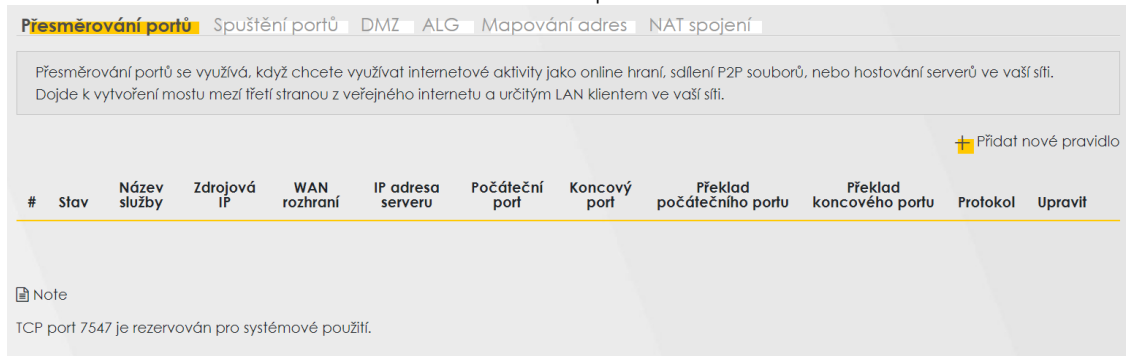 Přesměrování portů Spuštění portů DMZ ALG Mapování adres NAT spojení
Přesměrování portů se využívá, když chcete využívat internetové aktivity jako online hraní, sdílení P2P souborů, nebo hostování serverů ve vaší síti.
Dojde k vytvoření mostu mezí třetí stranou z veřejného internetu a určitým LAN klientem ve vaší síti.
+ Přidat nové pravidlo
# Stav Název služby Zdrojová IP WAN rozhraní IP adresa serveru Počáteční port Koncový port Překlad počátečního portu Překlad koncového portu Protokol Upravit
Note
TCP port 7547 je rezervován pro systémové použití.